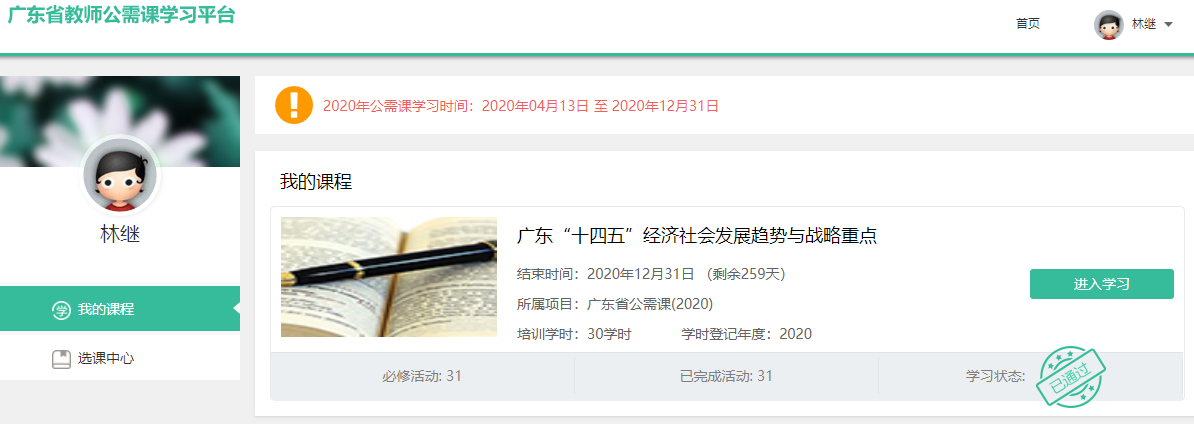 广东省教师公需课学习平台
首页
林继
2020年公需课学习时间：2020年04月13日 至 2020年12月31日
林继
我的课程
选课中心
我的课程
广东“十四五”经济社会发展趋势与战略重点
结束时间：2020年12月31日 （剩余259天）
所属项目：广东省公需课(2020)
培训学时：30学时 学时登记年度：2020
进入学习
必修活动: 31
已完成活动: 31
学习状态:
已通过